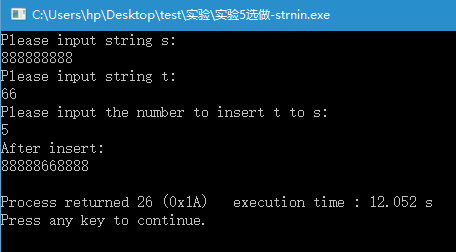 C:\Users\hp\Desktop\test\实验\实验5选做-strnin.exe
Please input string s:
888888888
Please input string t:
66
Please input the number to insert t to s:
5
After insert:
88888668888
Process returned 26 (0x1A)   execution time : 12.052 s
Press any key to continue.